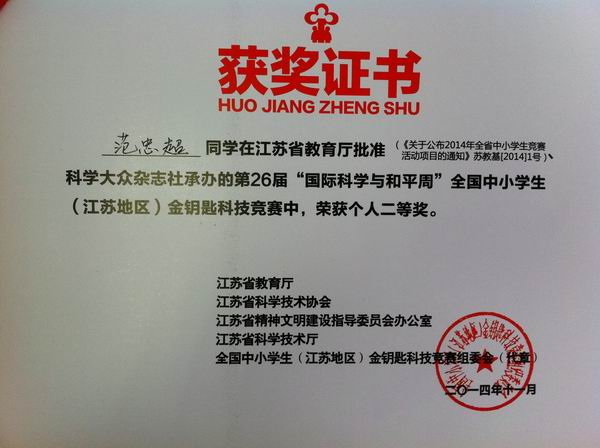 获奖证书
HUO JIANG ZHENG SHU
范忠超 同学在江苏省教育厅批准（《关于公布2014年全省中小学生竞赛
活动项目的通知》苏教基[2014]1号）、
科学大众杂志社承办的第26届“国际科学与和平周”全国中小学生
（江苏地区）金钥匙科技竞赛中，荣获个人二等奖。
江苏省教育厅
江苏省科学技术协会
江苏省精神文明建设指导委员会办公室
江苏省科学技术厅
全国中小学生（江苏地区）金钥匙科技竞赛组委会（代章）
二〇一四年十一月